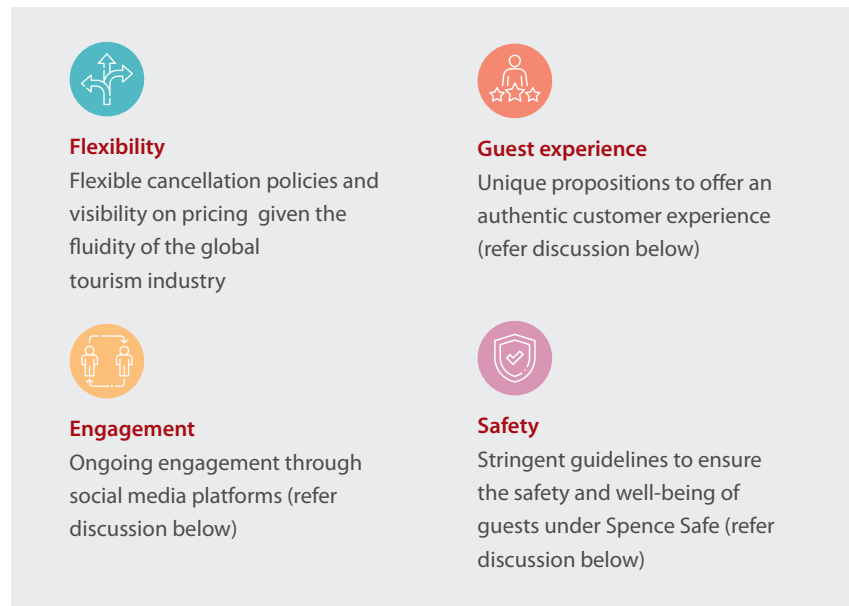 Flexibility
Flexible cancellation policies and
visibility on pricing  given the
fluidity of the global
tourism industry
Guest experience
Unique propositions to offer an
authentic customer experience
(refer discussion below)
Engagement
Ongoing engagement through
social media platforms (refer
discussion below)
Safety
Stringent guidelines to ensure
the safety and well-being of
guests under Spence Safe (refer
discussion below)